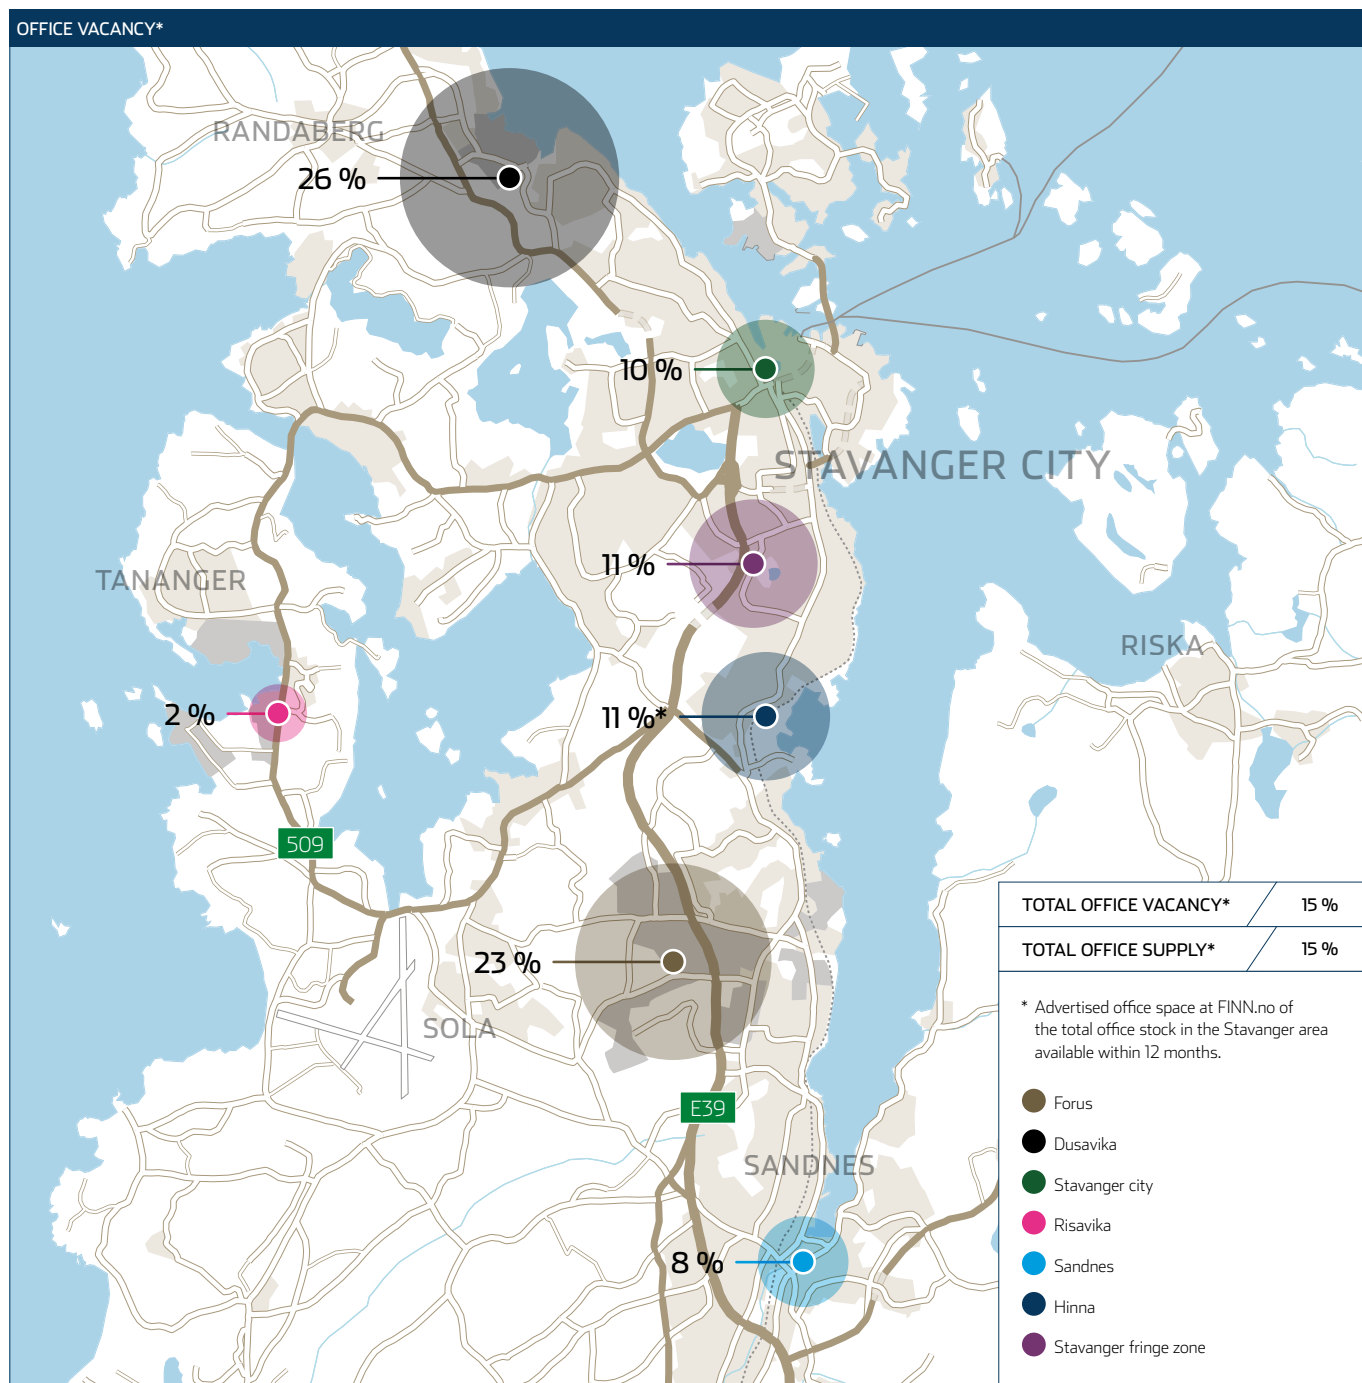 OFFICE VACANCY*
RANDABERG
26 %
10 %
STAVANGER CITY
11 %
TANANGER
RISKA
2 %
11 %*
509
TOTAL OFFICE VACANCY* 15 %
TOTAL OFFICE SUPPLY* 15 %
23 %
* Advertised office space at FINN.no of
the total office stock in the Stavanger area
available within 12 months.
SOLA
E39
Forus
Dusavika
SANDNES
Stavanger city
Risavika
8 %
Sandnes
Hinna
Stavanger fringe zone